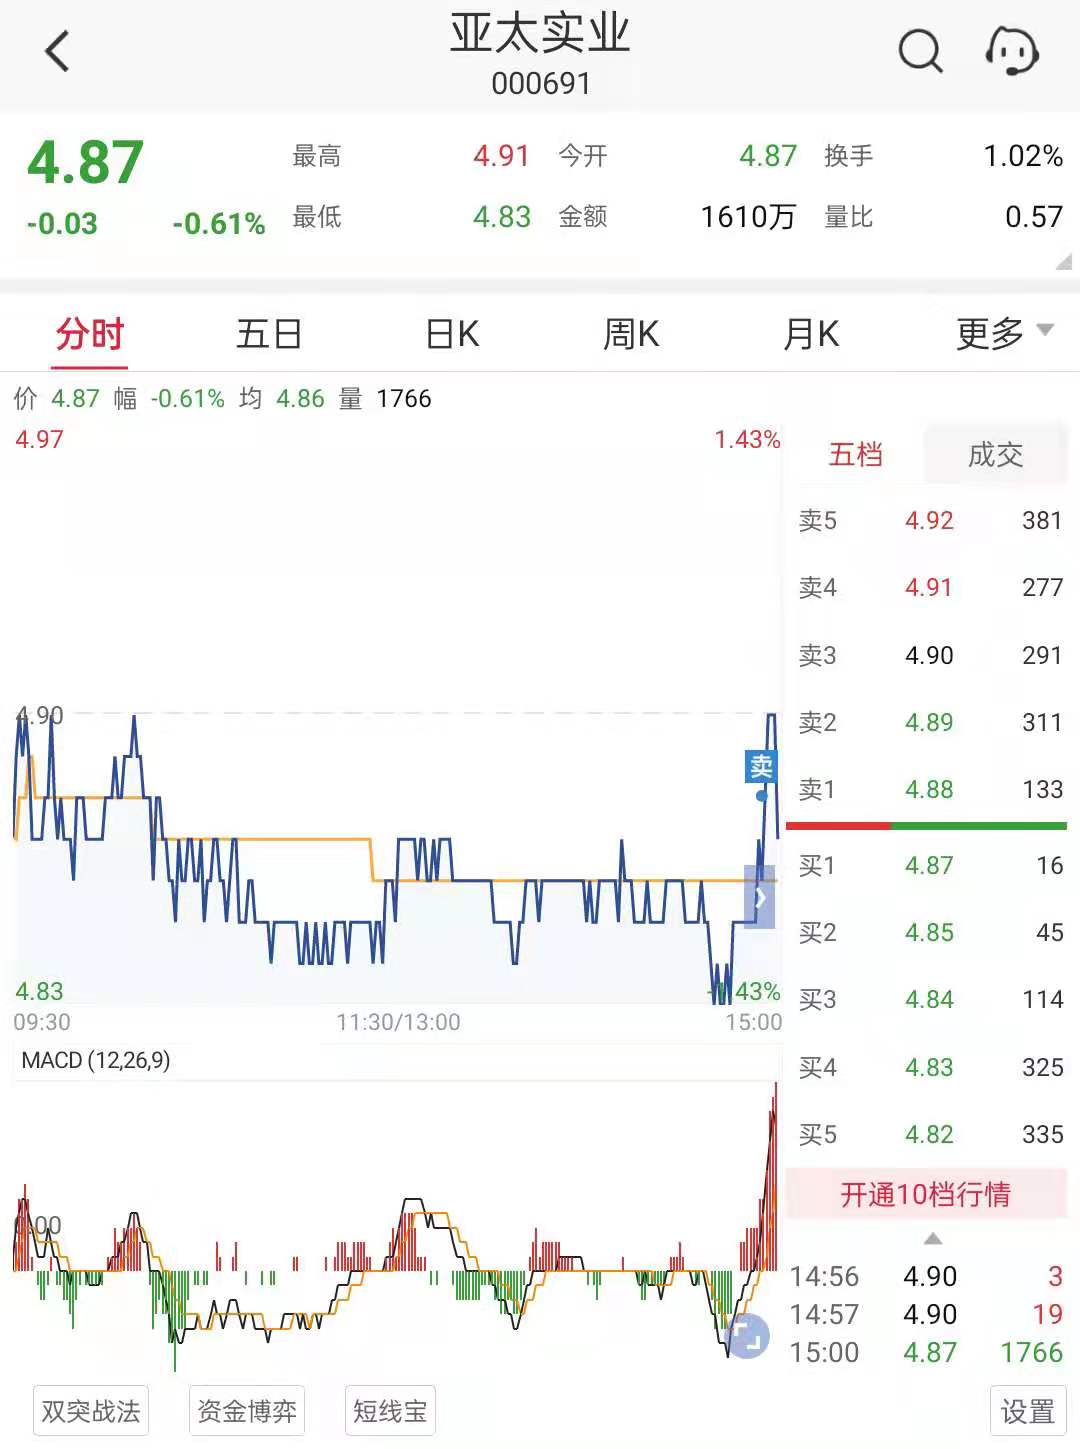 亚太实业
000691
4.87 最高 4.91 今开 4.87 换手 1.02%
-0.03 -0.61% 最低 4.83 金额 1610万 量比 0.57
分时 五日 日K 周K 月K 更多
价 4.87 幅 -0.61% 均 4.86 量 1766
4.97 1.43%
4.90
卖
4.83
09:30 11:30/13:00 15:00
MACD (12,26,9)
五档 成交
卖5 4.92 381
卖4 4.91 277
卖3 4.90 291
卖2 4.89 311
卖1 4.88 133
买1 4.87 16
买2 4.85 45
买3 4.84 114
买4 4.83 325
买5 4.82 335
开通10档行情
14:56 4.90 3
14:57 4.90 19
15:00 4.87 1766
双突战法 资金博弈 短线宝 设置